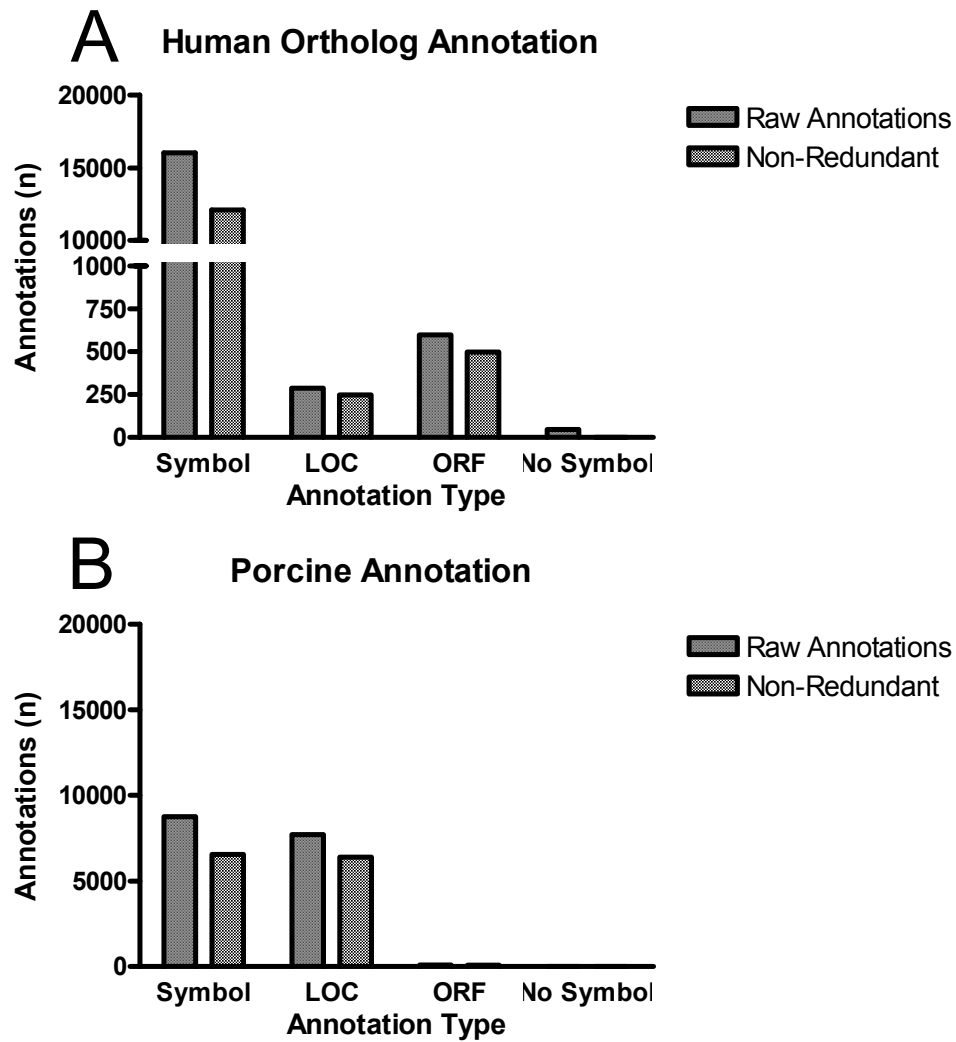 A Human Ortholog Annotation
20000
15000
10000
1000
750
500
250
0
Annotations (n)
Symbol LOC ORF No Symbol
Annotation Type
Raw Annotations
Non-Redundant
B Porcine Annotation
20000
15000
10000
5000
0
Annotations (n)
Symbol LOC ORF No Symbol
Annotation Type
Raw Annotations
Non-Redundant